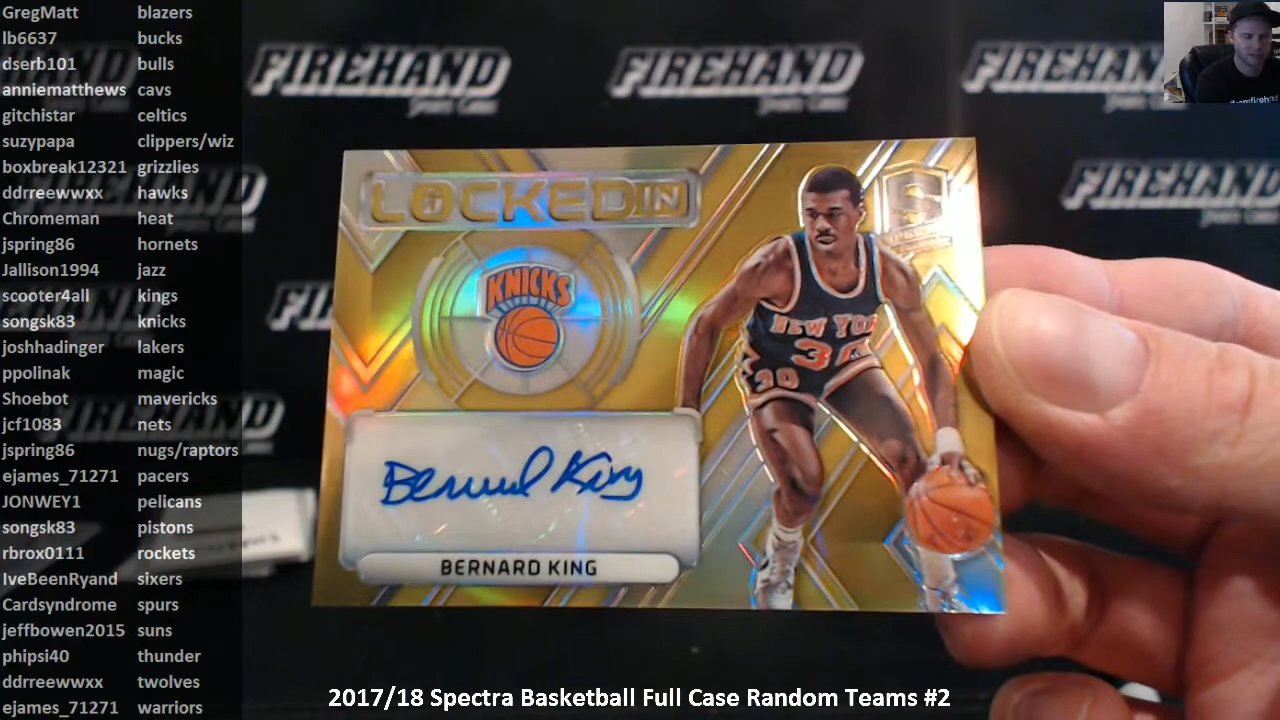 GregMatt blazers
lb6637 bucks
dserb101 bulls
anniematthews cavs
gitchistar celtics
suzypapa clippers/wiz
boxbreak12321 grizzlies
ddrreewwxx hawks
Chromeman heat
jspring86 hornets
Jallison1994 jazz
scooter4all kings
songsk83 knicks
joshhadinger lakers
ppolinak magic
Shoebot mavericks
jcf1083 nets
jspring86 nugs/raptors
ejames_71271 pacers
JONWEY1 pelicans
songsk83 pistons
rbrox0111 rockets
IveBeenRyand sixers
Cardsyndrome spurs
jeffbowen2015 suns
phipsi40 thunder
ddrreewwxx twolves
ejames_71271 warriors
FIREHAND FIREHAND FIREHAND
FIREHAND
LOCKED IN
S
KNICKS
NEW YOR
30
30
Bernard King
BERNARD KING
2017/18 Spectra Basketball Full Case Random Teams #2